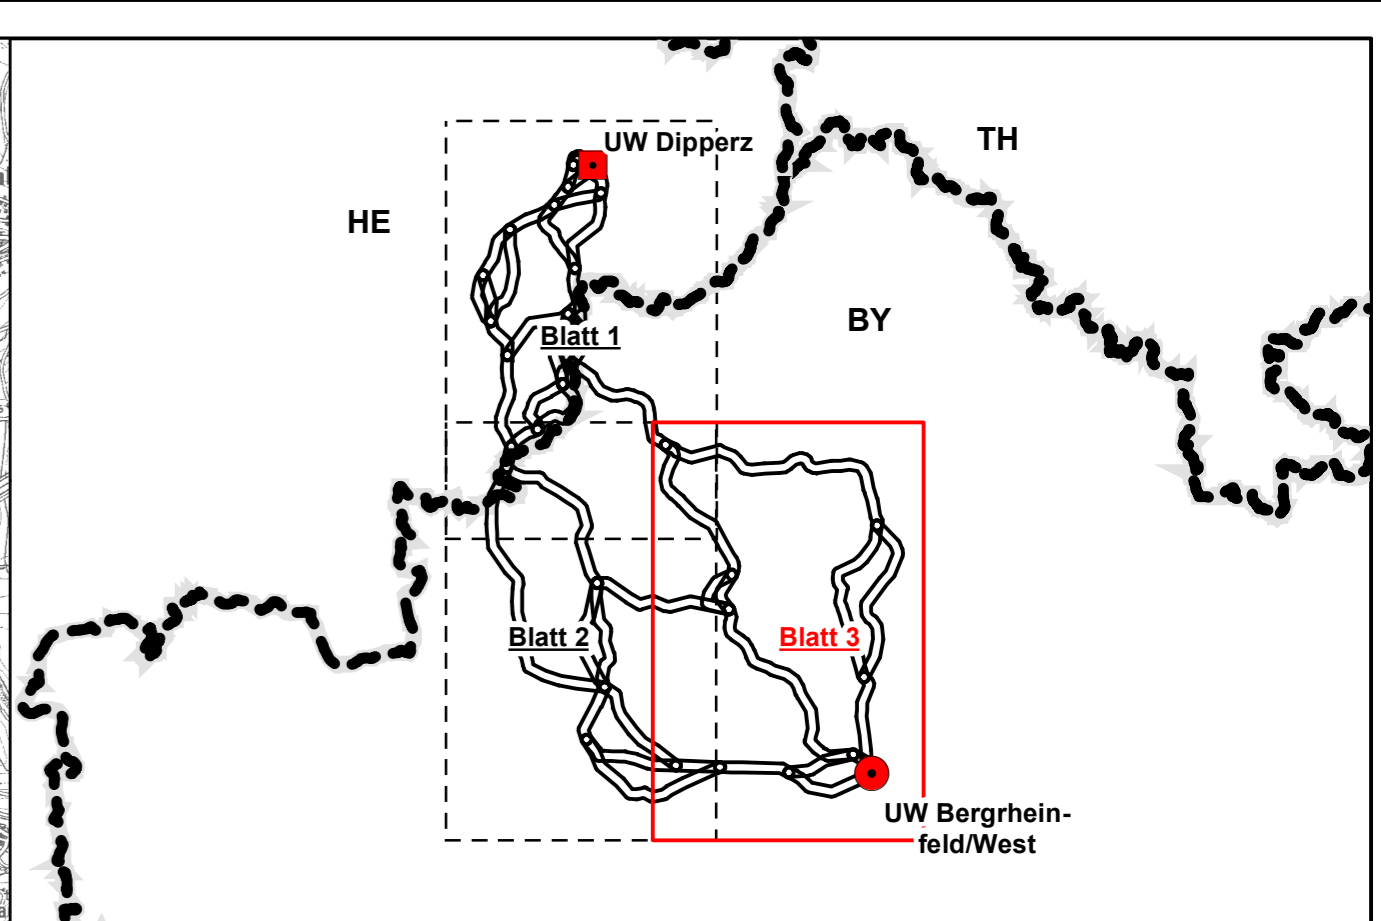 UW Dipperz
TH
HE
BY
Blatt 1
Blatt 2
Blatt 3
UW Bergrhein-
feld/West